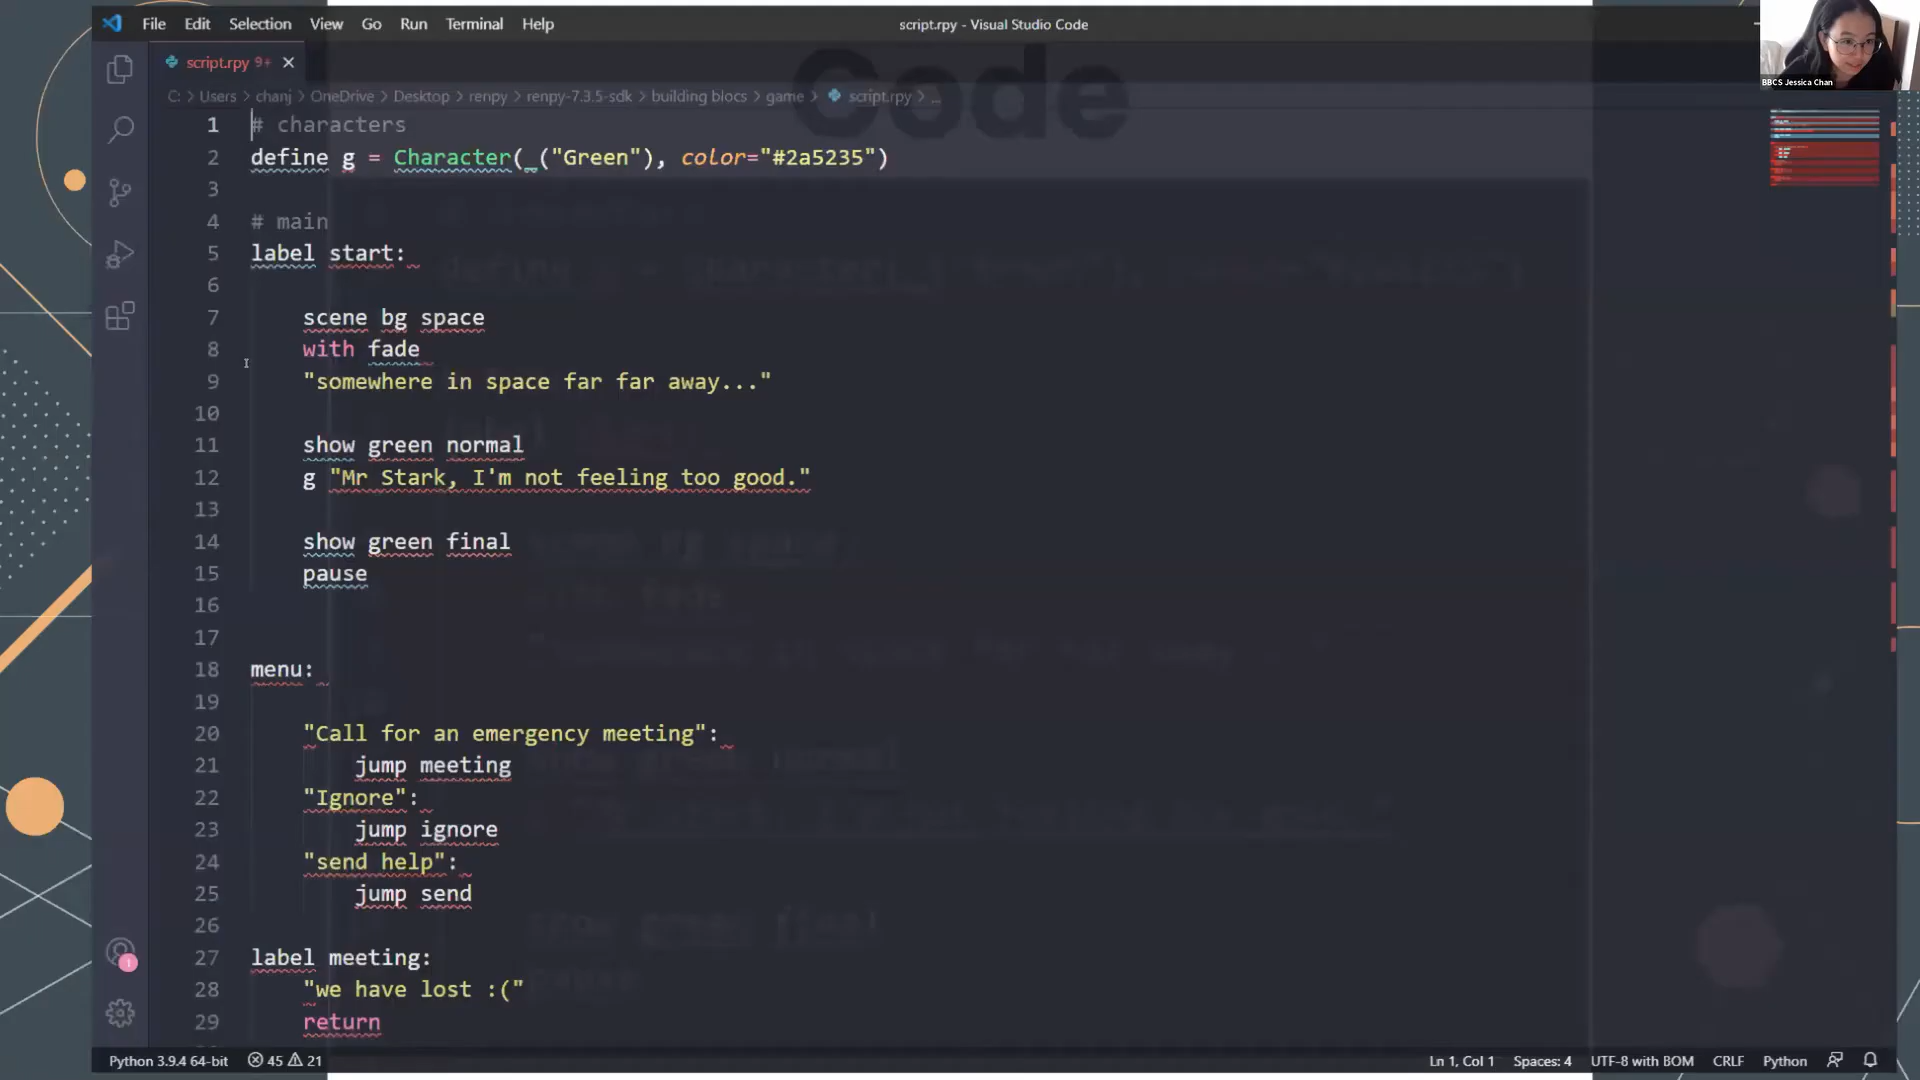 File Edit Selection View Go Run Terminal Help
script.rpy - Visual Studio Code
Code
BBCS Jessica Chan
script.rpy 9+
C: > Users > chanj > OneDrive > Desktop > renpy > renpy-7.3.5-sdk > building blocs > game > script.rpy > ...
1 # characters
2 define g = Character(_("Green"), color="#2a5235")
3
4 # main
5 label start:
6
7 scene bg space
8 with fade
9 "somewhere in space far far away..."
10
11 show green normal
12 g "Mr Stark, I'm not feeling too good."
13
14 show green final
15 pause
16
17
18 menu:
19
20 "Call for an emergency meeting":
21 jump meeting
22 "Ignore":
23 jump ignore
24 "send help":
25 jump send
26
27 label meeting:
28 "we have lost :("
29 return
1
Python 3.9.4 64-bit 45 21 Ln 1, Col 1 Spaces: 4 UTF-8 with BOM CRLF Python